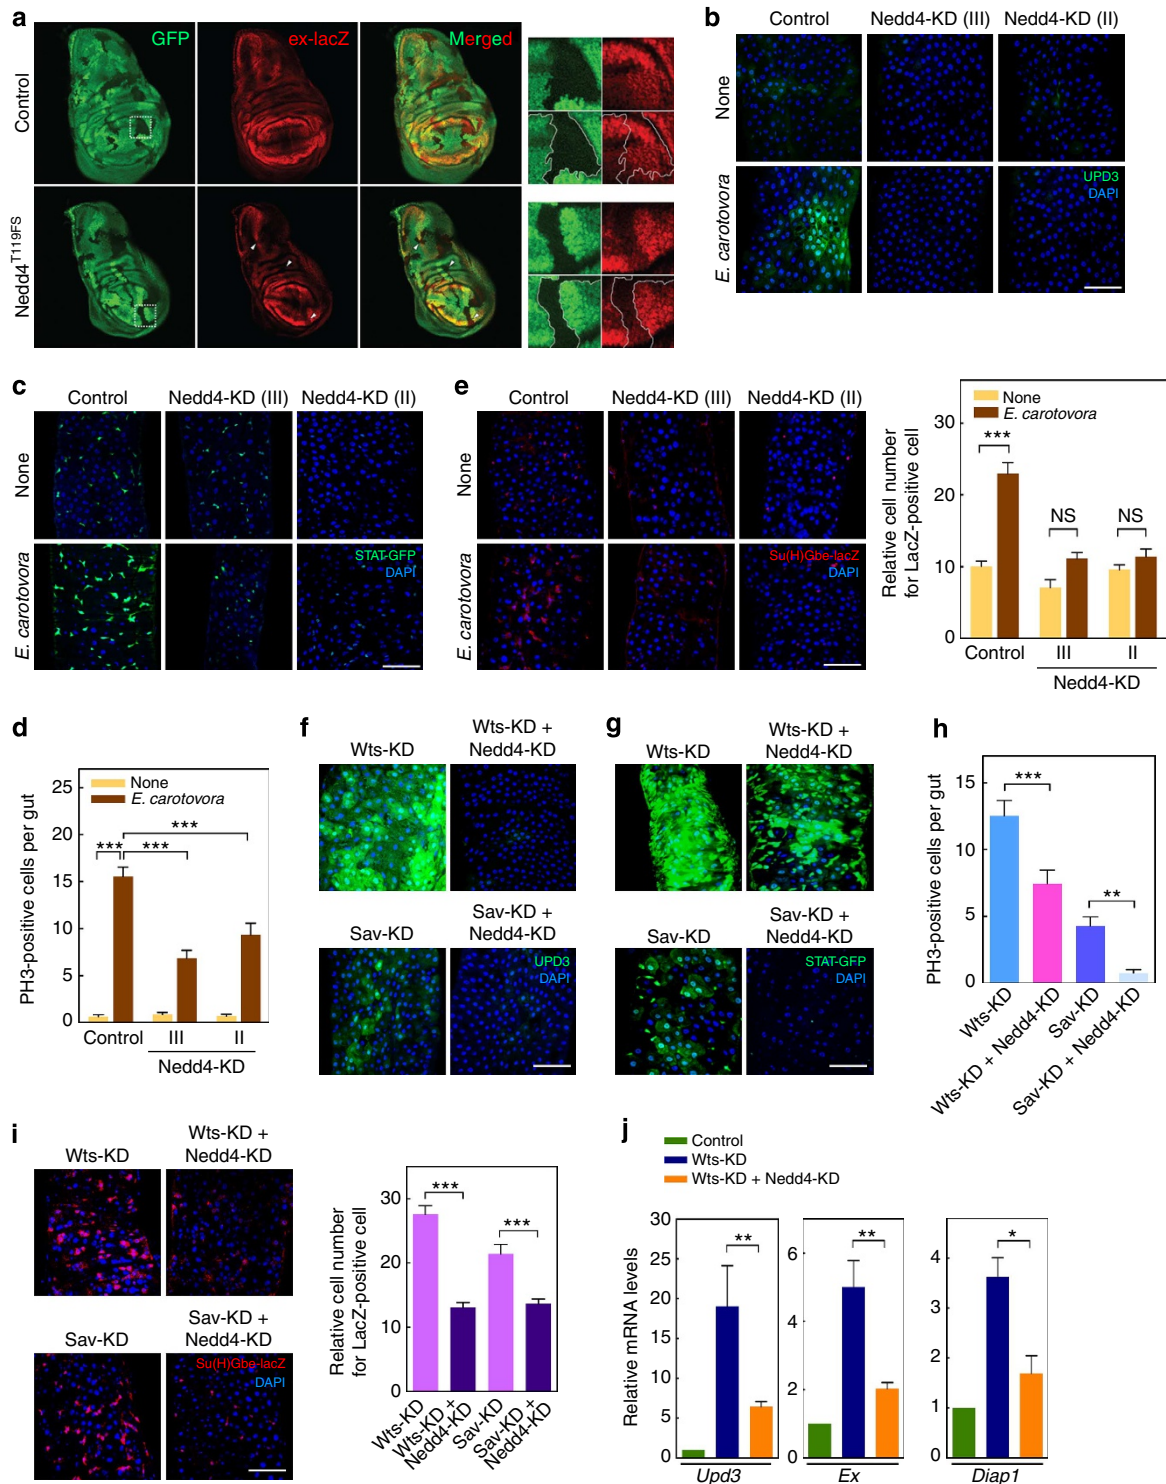 a
GFP
ex-lacZ
Merged
Control
Nedd4T119FS
b
Control
Nedd4-KD (III)
Nedd4-KD (II)
None
E. carotovora
UPD3
DAPI
c
Control
Nedd4-KD (III)
Nedd4-KD (II)
None
E. carotovora
STAT-GFP
DAPI
e
Control
Nedd4-KD (III)
Nedd4-KD (II)
None
E. carotovora
Su(H)Gbe-lacZ
DAPI
None
E. carotovora
Relative cell number
for LacZ-positive cell
30
20
10
0
***
NS
NS
Control
III
II
Nedd4-KD
d
None
E. carotovora
PH3-positive cells per gut
25
20
15
10
5
0
***
***
***
Control
III
II
Nedd4-KD
f
Wts-KD
Wts-KD +
Nedd4-KD
Sav-KD
Sav-KD +
Nedd4-KD
UPD3
DAPI
g
Wts-KD
Wts-KD +
Nedd4-KD
Sav-KD
Sav-KD +
Nedd4-KD
STAT-GFP
DAPI
h
PH3-positive cells per gut
15
10
5
0
***
**
Wts-KD
Wts-KD + Nedd4-KD
Sav-KD
Sav-KD + Nedd4-KD
i
Wts-KD
Wts-KD +
Nedd4-KD
Sav-KD
Sav-KD +
Nedd4-KD
Su(H)Gbe-lacZ
DAPI
Relative cell number
for LacZ-positive cell
30
20
10
0
***
***
Wts-KD
Wts-KD +
Nedd4-KD
Sav-KD
Sav-KD +
Nedd4-KD
j
Control
Wts-KD
Wts-KD + Nedd4-KD
Relative mRNA levels
30
25
20
15
10
5
0
**
Upd3
6
4
2
0
**
Ex
4
3
2
1
0
*
Diap1